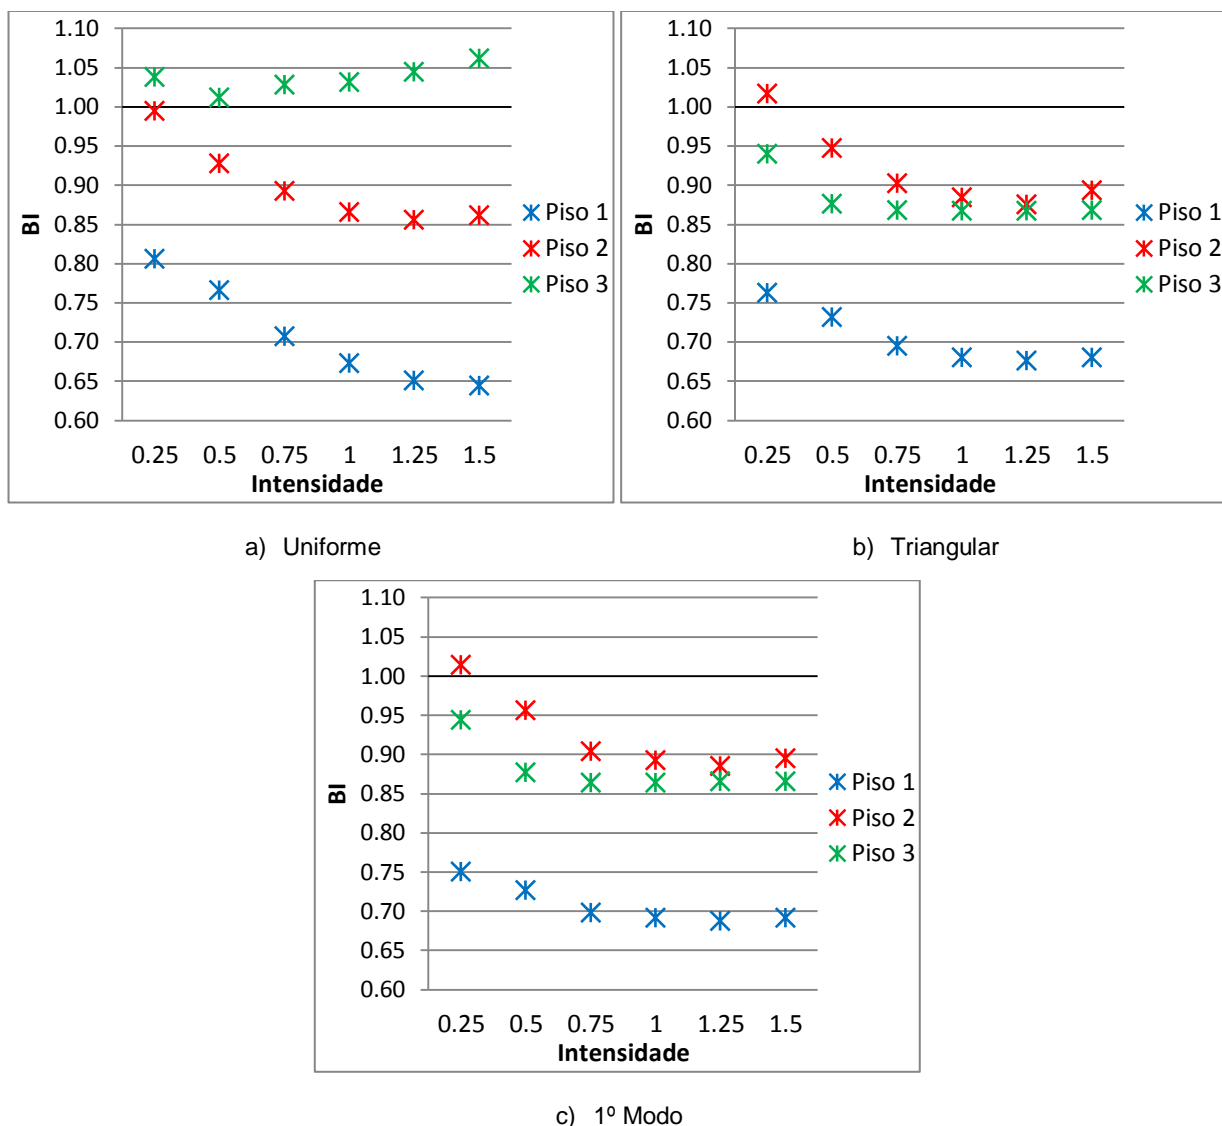 1.10
1.05
1.00
0.95
0.90
0.85
0.80
0.75
0.70
0.65
0.60
BI
0.25 0.5 0.75 1 1.25 1.5
Intensidade
Piso 1
Piso 2
Piso 3
a) Uniforme
1.10
1.05
1.00
0.95
0.90
0.85
0.80
0.75
0.70
0.65
0.60
BI
0.25 0.5 0.75 1 1.25 1.5
Intensidade
Piso 1
Piso 2
Piso 3
b) Triangular
1.10
1.05
1.00
0.95
0.90
0.85
0.80
0.75
0.70
0.65
0.60
BI
0.25 0.5 0.75 1 1.25 1.5
Intensidade
Piso 1
Piso 2
Piso 3
c) 1º Modo